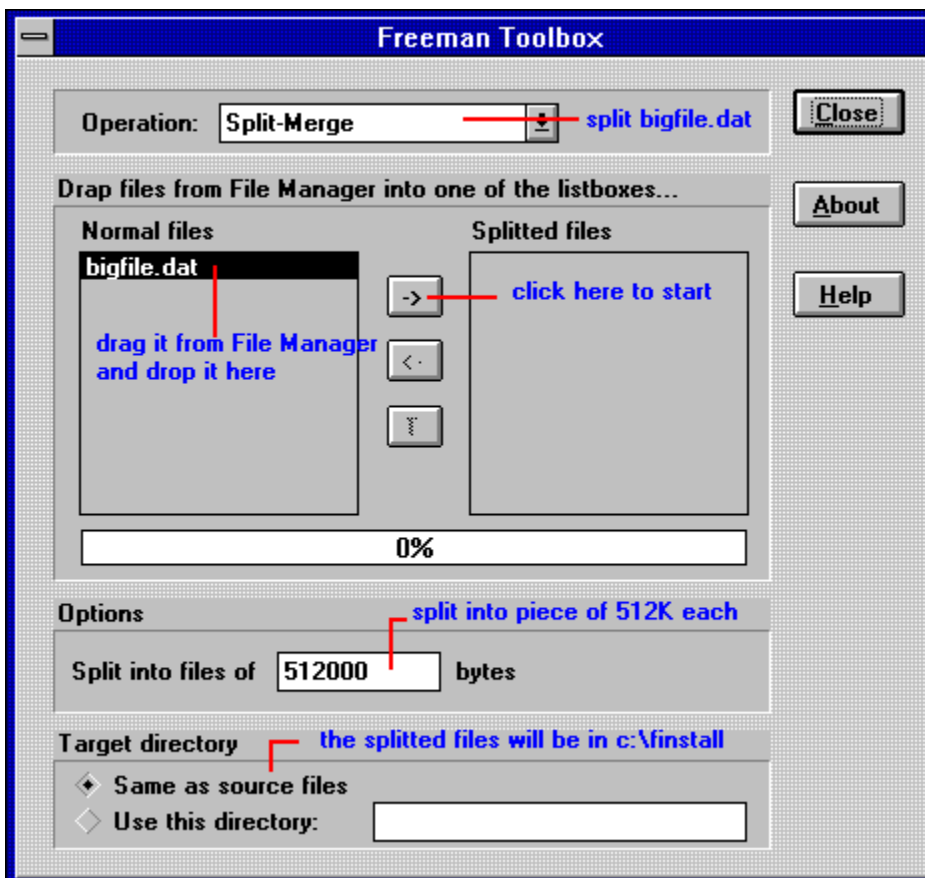 Freeman Toolbox
Operation: Split-Merge split bigfile.dat
Close
Drap files from File Manager into one of the listboxes...
About
Normal files Splitted files
bigfile.dat
-> click here to start
Help
drag it from File Manager
and drop it here
<-
0%
Options split into piece of 512K each
Split into files of 512000 bytes
Target directory the splitted files will be in c:\finstall
Same as source files
Use this directory: